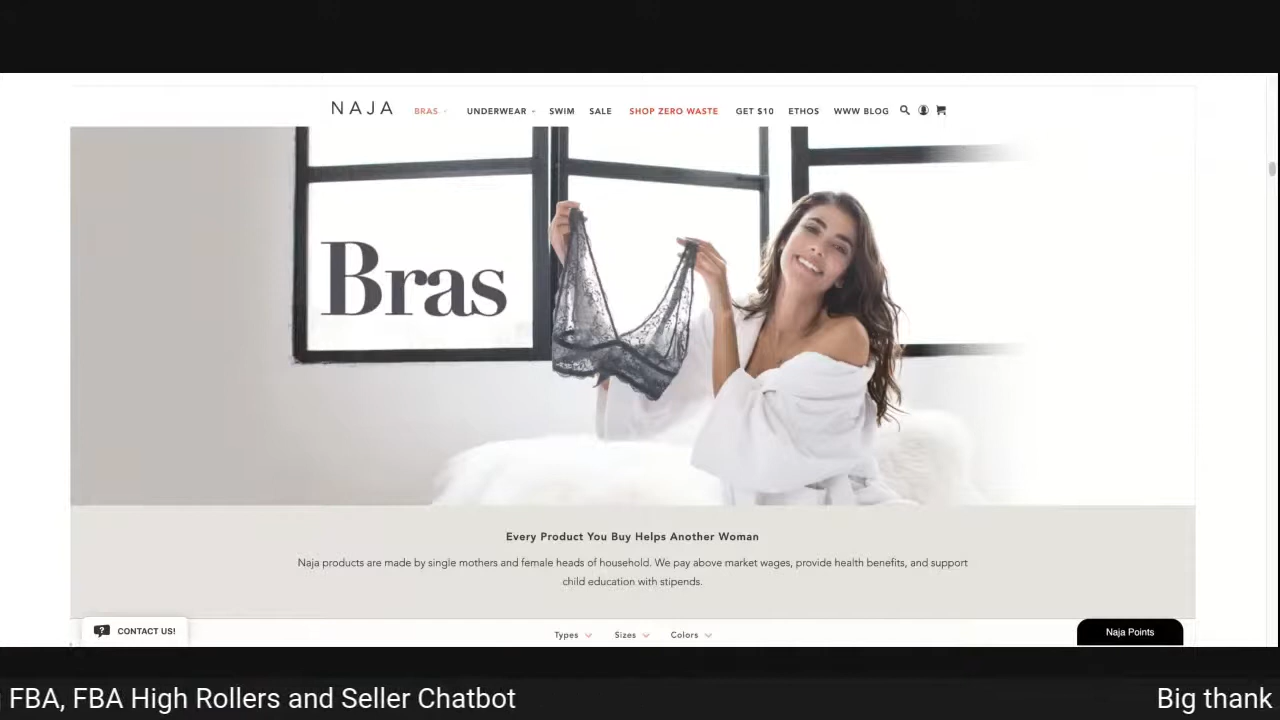 NAJA BRAS UNDERWEAR SWIM SALE SHOP ZERO WASTE GET $10 ETHOS WWW BLOG
Bras
Every Product You Buy Helps Another Woman
Naja products are made by single mothers and female heads of household. We pay above market wages, provide health benefits, and support
child education with stipends.
CONTACT US!
Types Sizes Colors
Naja Points
FBA, FBA High Rollers and Seller Chatbot
Big thank